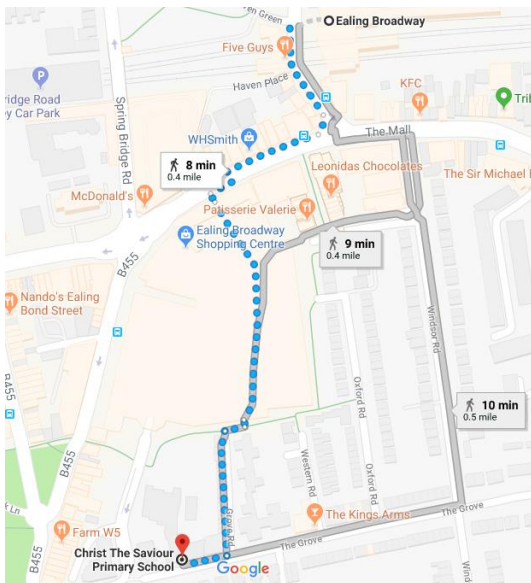 ven Green
Ealing Broadway
Five Guys
Haven Place
P
ridge Road
ey Car Park
Spring Bridge Rd
KFC
Trib
WHSmith
The Mall
8 min
0.4 mile
Leonidas Chocolates
The Sir Michael
McDonald's
Patisserie Valerie
Ealing Broadway
Shopping Centre
9 min
0.4 mile
B455
Nando's Ealing
Bond Street
Windsor Rd
Oxford Rd
10 min
0.5 mile
Western Rd
B455
Grove Rd
The Kings Arms
The Grove
The Grove
Farm W5
Christ The Saviour
Primary School
Google
B455